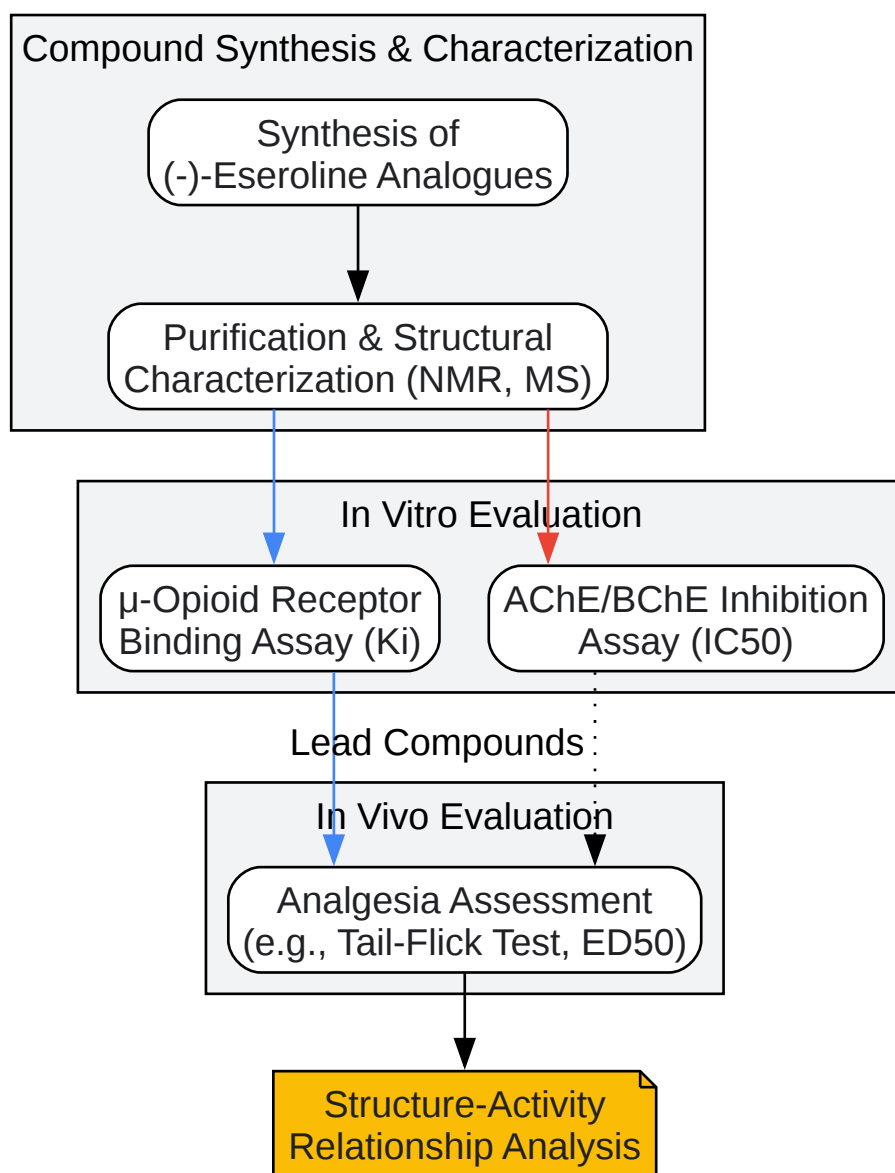 Compound Synthesis & Characterization
Synthesis of
(-)-Eseroline Analogues
Purification & Structural
Characterization (NMR, MS)
In Vitro Evaluation
μ-Opioid Receptor
Binding Assay (Ki)
AChE/BChE Inhibition
Assay (IC50)
Lead Compounds
In Vivo Evaluation
Analgesia Assessment
(e.g., Tail-Flick Test, ED50)
Structure-Activity
Relationship Analysis